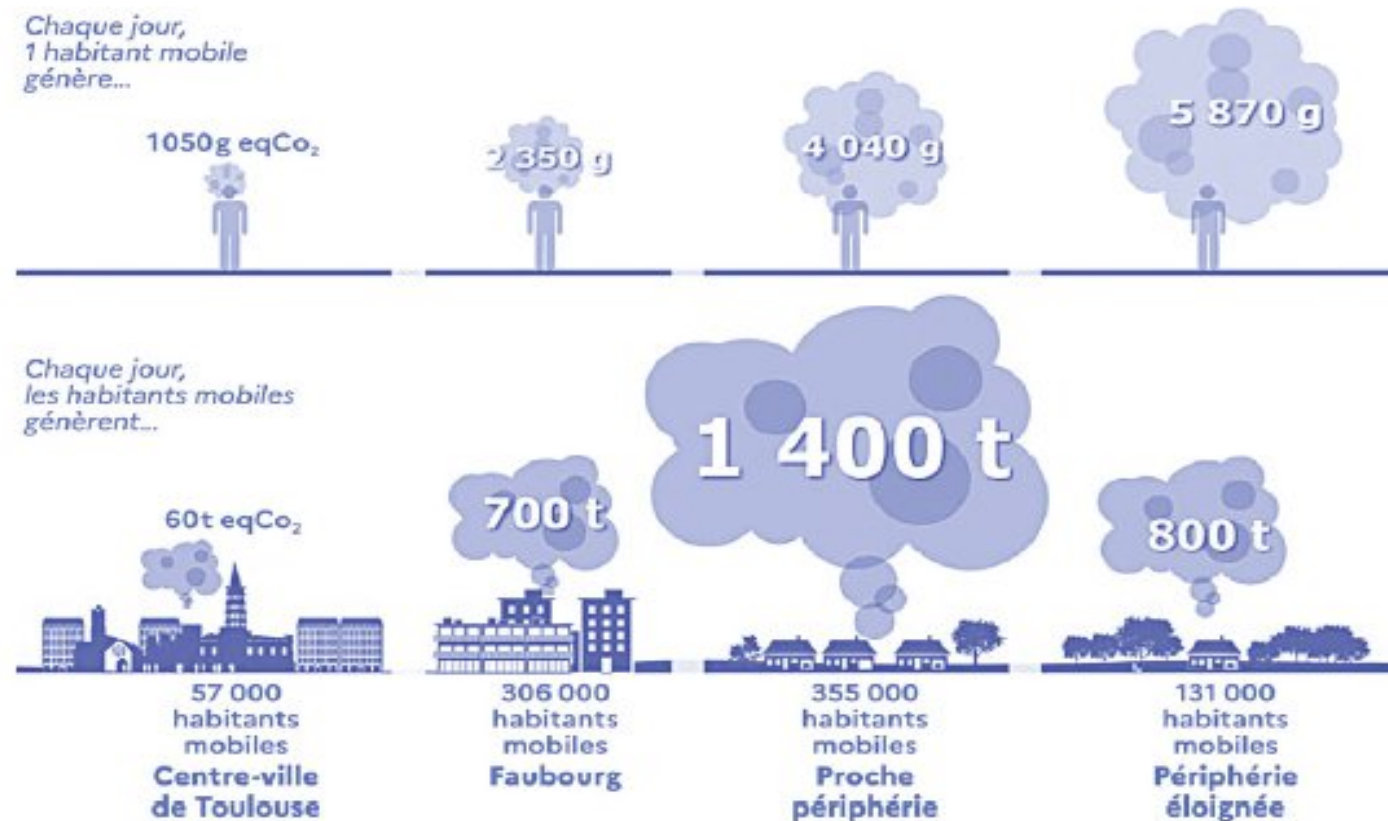 Chaque jour,
1 habitant mobile
génère...
1050g eqCo₂
2 350 g
4 040 g
5 870 g
Chaque jour,
les habitants mobiles
génèrent...
60t eqCo₂
700 t
1 400 t
800 t
57 000
habitants
mobiles
Centre-ville
de Toulouse
306 000
habitants
mobiles
Faubourg
355 000
habitants
mobiles
Proche
périphérie
131 000
habitants
mobiles
Périphérie
éloignée